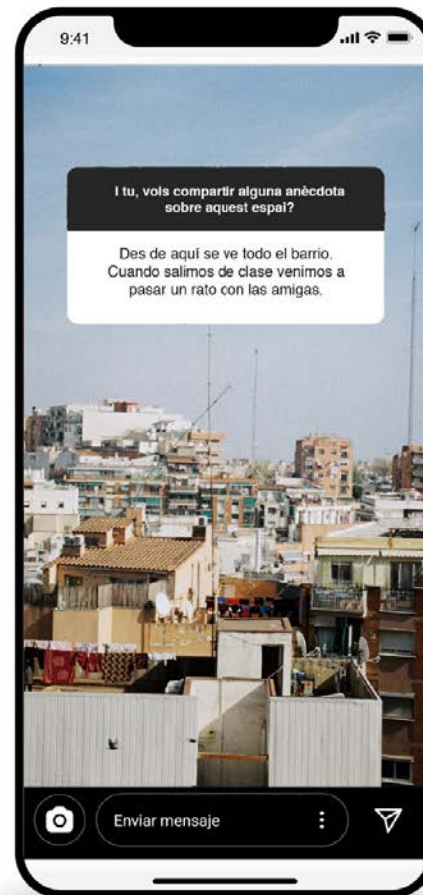 9:41
I tu, vols compartir alguna anècdota
sobre aquest espai?
Des de aquí se ve todo el barrio.
Cuando salimos de clase venimos a
pasar un rato con las amigas.
Enviar mensaje